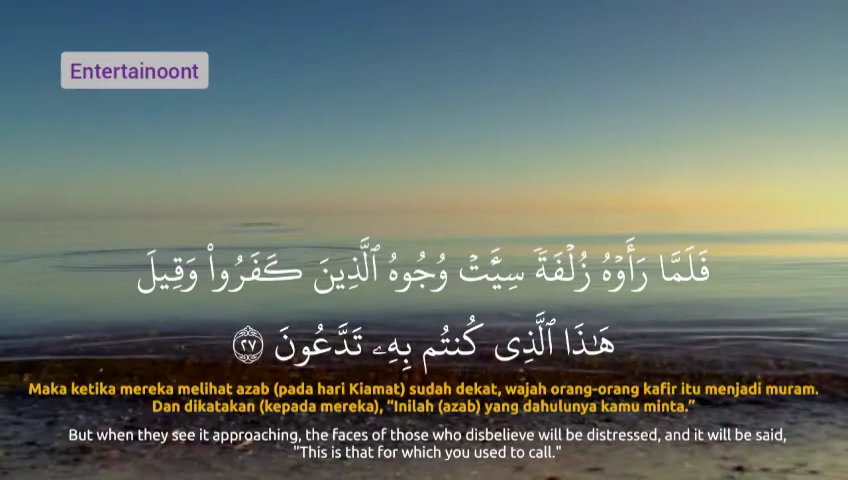 Entertainoont
فَلَمَّا رَأَوۡهُ زُلۡفَةٗ سِيٓـَٔتۡ وُجُوهُ ٱلَّذِينَ كَفَرُواْ وَقِيلَ
هَٰذَا ٱلَّذِي كُنتُم بِهِۦ تَدَّعُونَ ٢٧
Maka ketika mereka melihat azab (pada hari Kiamat) sudah dekat, wajah orang-orang kafir itu menjadi muram.
Dan dikatakan (kepada mereka), “Inilah (azab) yang dahulunya kamu minta.”
But when they see it approaching, the faces of those who disbelieve will be distressed, and it will be said,
"This is that for which you used to call."